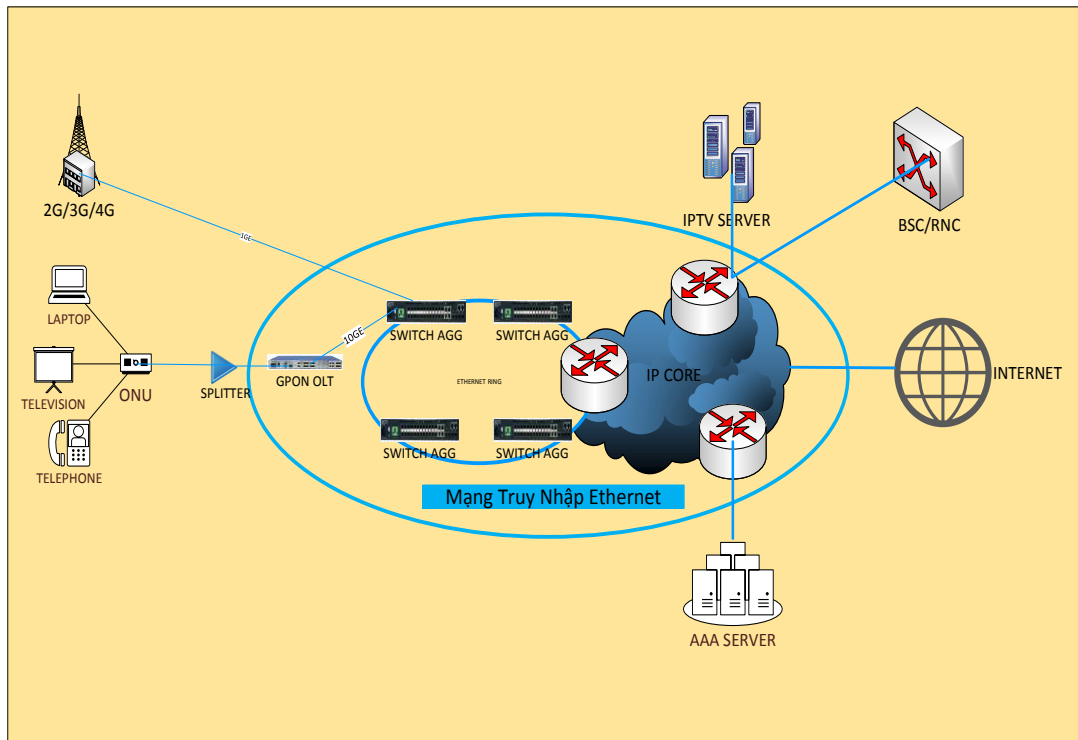 2G/3G/4G
IPTV SERVER
BSC/RNC
1GE
LAPTOP
SWITCH AGG
SWITCH AGG
10GE
TELEVISION
ONU
SPLITTER
GPON OLT
ETHERNET RING
IP CORE
INTERNET
TELEPHONE
SWITCH AGG
SWITCH AGG
Mạng Truy Nhập Ethernet
AAA SERVER